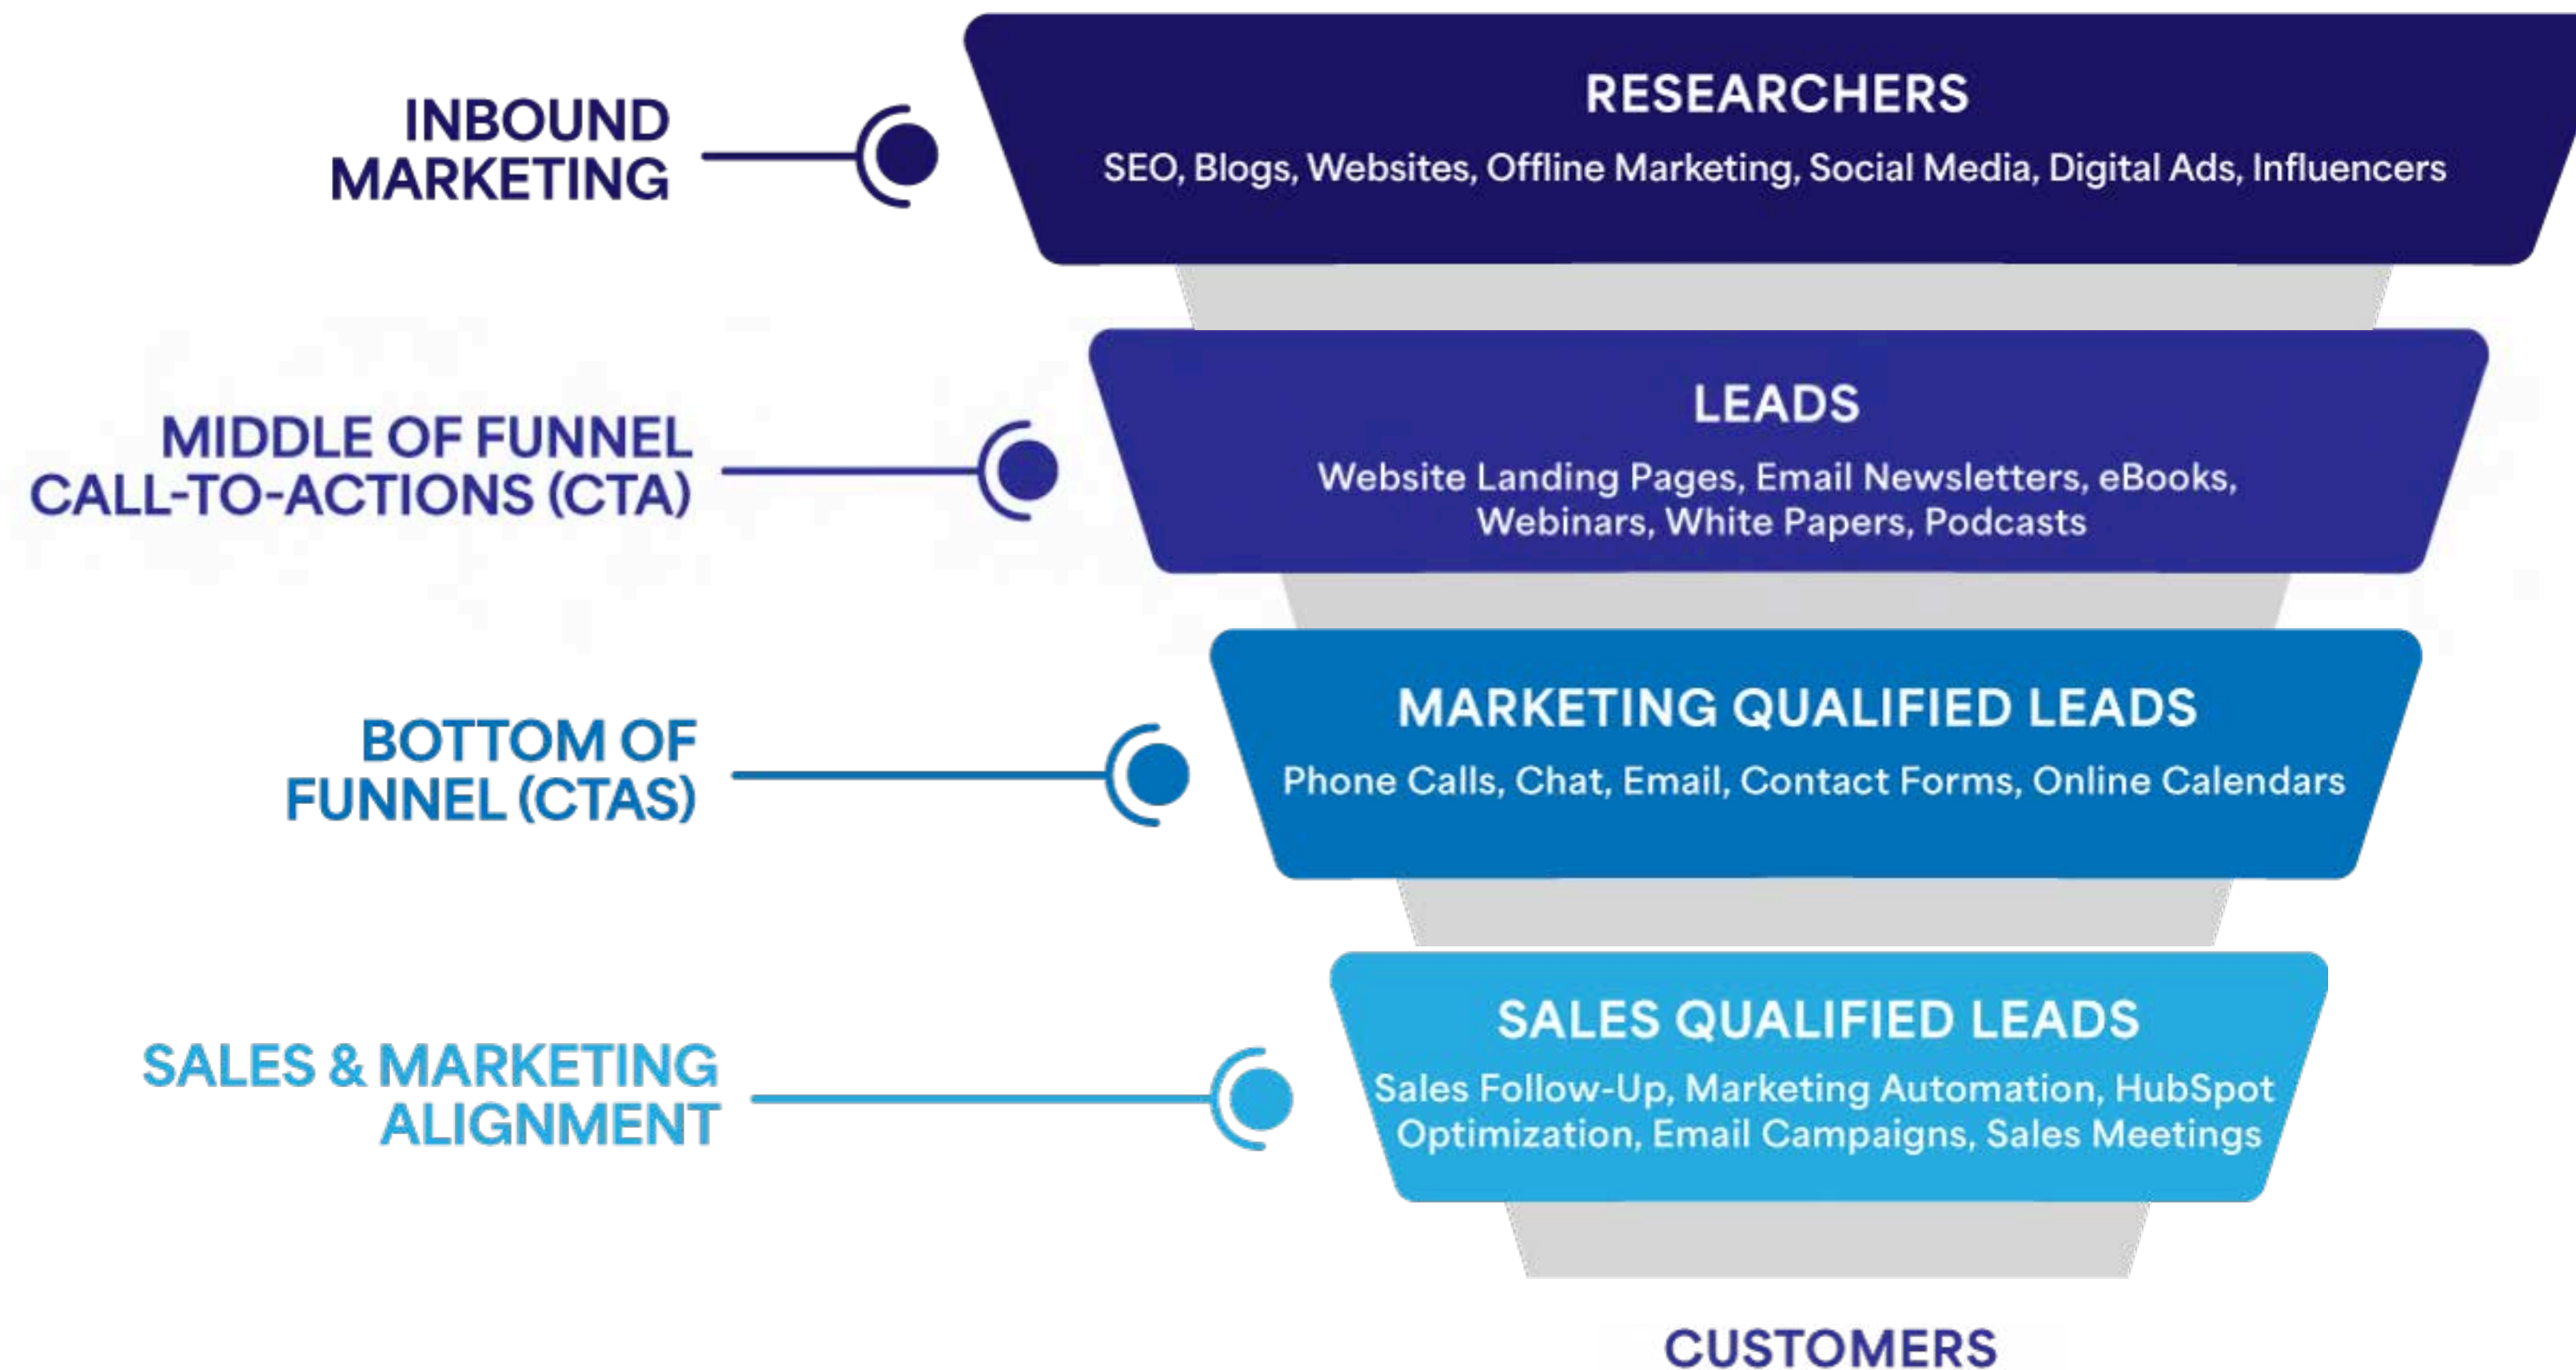 INBOUND
MARKETING
RESEARCHERS
SEO, Blogs, Websites, Offline Marketing, Social Media, Digital Ads, Influencers
MIDDLE OF FUNNEL
CALL-TO-ACTIONS (CTA)
LEADS
Website Landing Pages, Email Newsletters, eBooks,
Webinars, White Papers, Podcasts
BOTTOM OF
FUNNEL (CTAS)
MARKETING QUALIFIED LEADS
Phone Calls, Chat, Email, Contact Forms, Online Calendars
SALES & MARKETING
ALIGNMENT
SALES QUALIFIED LEADS
Sales Follow-Up, Marketing Automation, HubSpot
Optimization, Email Campaigns, Sales Meetings
CUSTOMERS